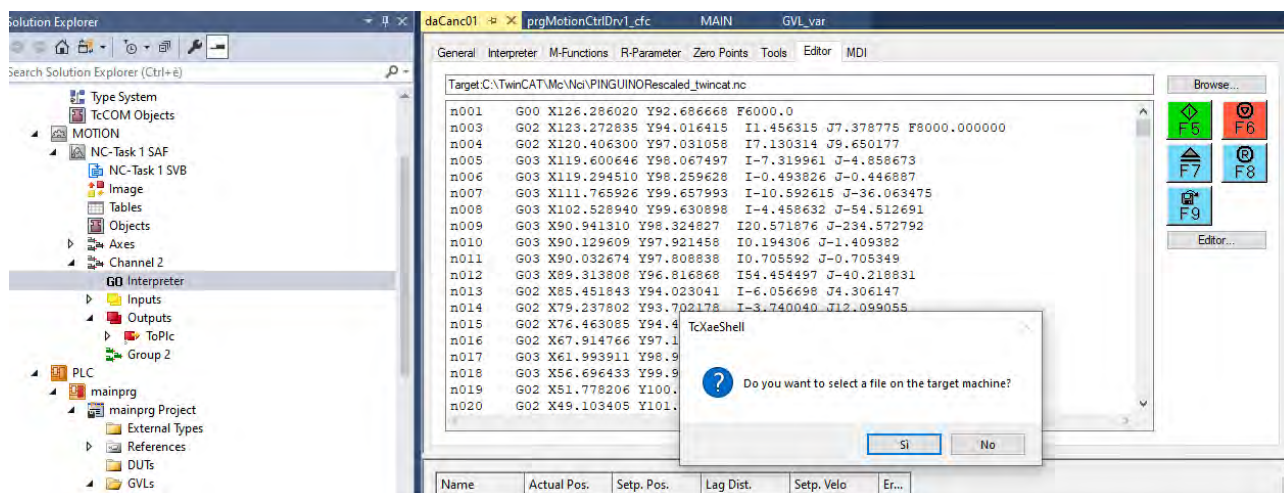 Solution Explorer
Search Solution Explorer (Ctrl+è)
Type System
TcCOM Objects
MOTION
NC-Task 1 SAF
NC-Task 1 SVB
Image
Tables
Objects
Axes
Channel 2
GO Interpreter
Inputs
Outputs
ToPlc
Group 2
PLC
mainprg
mainprg Project
External Types
References
DUTs
GVLs
daCanc01 prgMotionCtrlDrv1_cfc MAIN GVL_var
General Interpreter M-Functions R-Parameter Zero Points Tools Editor MDI
Target:C:\TwinCAT\Mc\Nci\PINGUINORescaled_twincat.nc
Browse...
n001 G00 X126.286020 Y92.686668 F6000.0
n003 G02 X123.272835 Y94.016415 I1.456315 J7.378775 F8000.000000
n004 G02 X120.406300 Y97.031058 I7.130314 J9.650177
n005 G03 X119.600646 Y98.067497 I-7.319961 J-4.858673
n006 G03 X119.294510 Y98.259628 I-0.493826 J-0.446887
n007 G03 X111.765926 Y99.657993 I-10.592615 J-36.063475
n008 G03 X102.528940 Y99.630898 I-4.458632 J-54.512691
n009 G03 X90.941310 Y98.324827 I20.571876 J-234.572792
n010 G03 X90.129609 Y97.921458 I0.194306 J-1.409382
n011 G03 X90.032674 Y97.808838 I0.705592 J-0.705349
n012 G03 X89.313808 Y96.816868 I54.454497 J-40.218831
n013 G02 X85.451843 Y94.023041 I-6.056698 J4.306147
n014 G02 X79.237802 Y93.702178 I-3.740040 J12.099055
n015 G02 X76.463085 Y94.4
n016 G02 X67.914766 Y97.1
n017 G03 X61.993911 Y98.9
n018 G03 X56.696433 Y99.9
n019 G02 X51.778206 Y100.
n020 G02 X49.103405 Y101.
F5 F6
F7 F8
F9
Editor...
TcXaeShell
Do you want to select a file on the target machine?
Sì No
Name Actual Pos. Setp. Pos. Lag Dist. Setp. Velo Er...